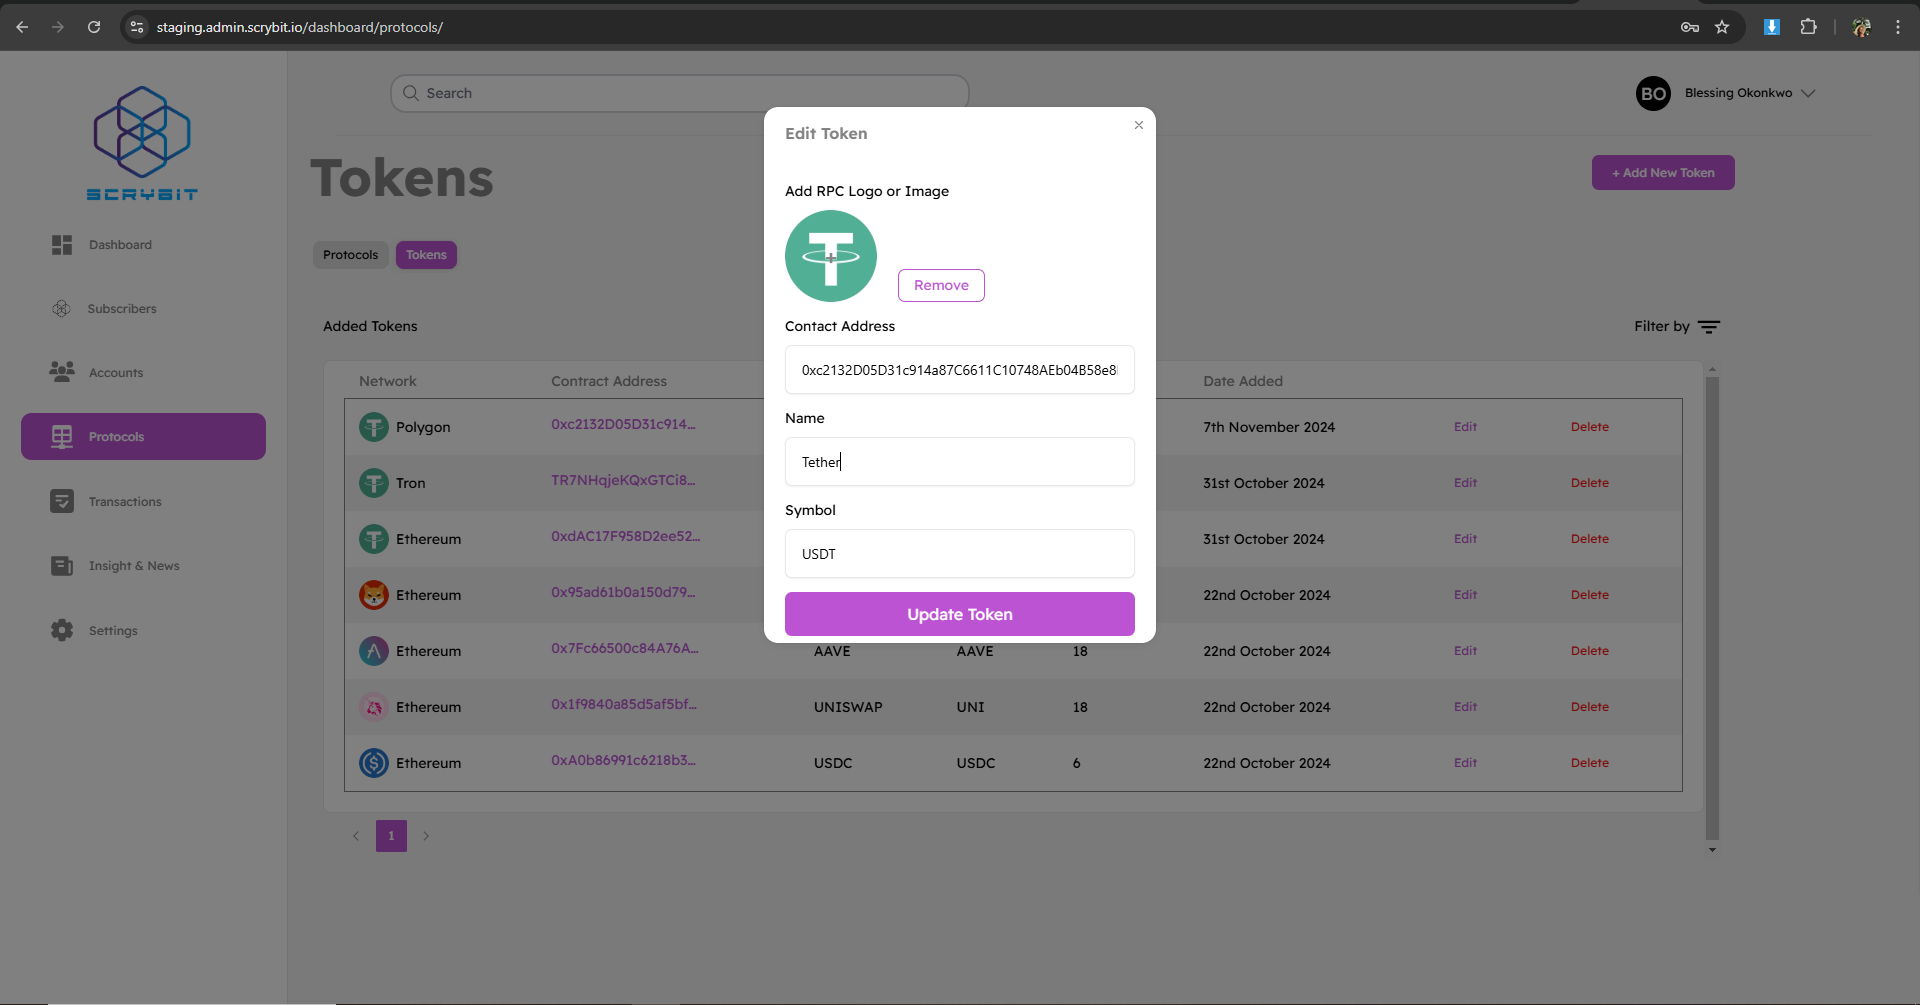 staging.admin.scrybit.io/dashboard/protocols/
SCRYBIT
Search
BO Blessing Okonkwo
Tokens
+ Add New Token
Dashboard
Subscribers
Accounts
Protocols
Transactions
Insight & News
Settings
Protocols Tokens
Added Tokens
Filter by
Network Contract Address Date Added
Polygon 0xc2132D05D31c914... 7th November 2024 Edit Delete
Tron TR7NHqjeKQxGTCi8... 31st October 2024 Edit Delete
Ethereum 0xdAC17F958D2ee52... 31st October 2024 Edit Delete
Ethereum 0x95ad61b0a150d79... 22nd October 2024 Edit Delete
Ethereum 0x7Fc66500c84A76A... AAVE AAVE 18 22nd October 2024 Edit Delete
Ethereum 0x1f9840a85d5af5bf... UNISWAP UNI 18 22nd October 2024 Edit Delete
Ethereum 0xA0b86991c6218b3... USDC USDC 6 22nd October 2024 Edit Delete
1
Edit Token
Add RPC Logo or Image
Remove
Contact Address
0xc2132D05D31c914a87C6611C10748AEb04B58e8
Name
Tether
Symbol
USDT
Update Token